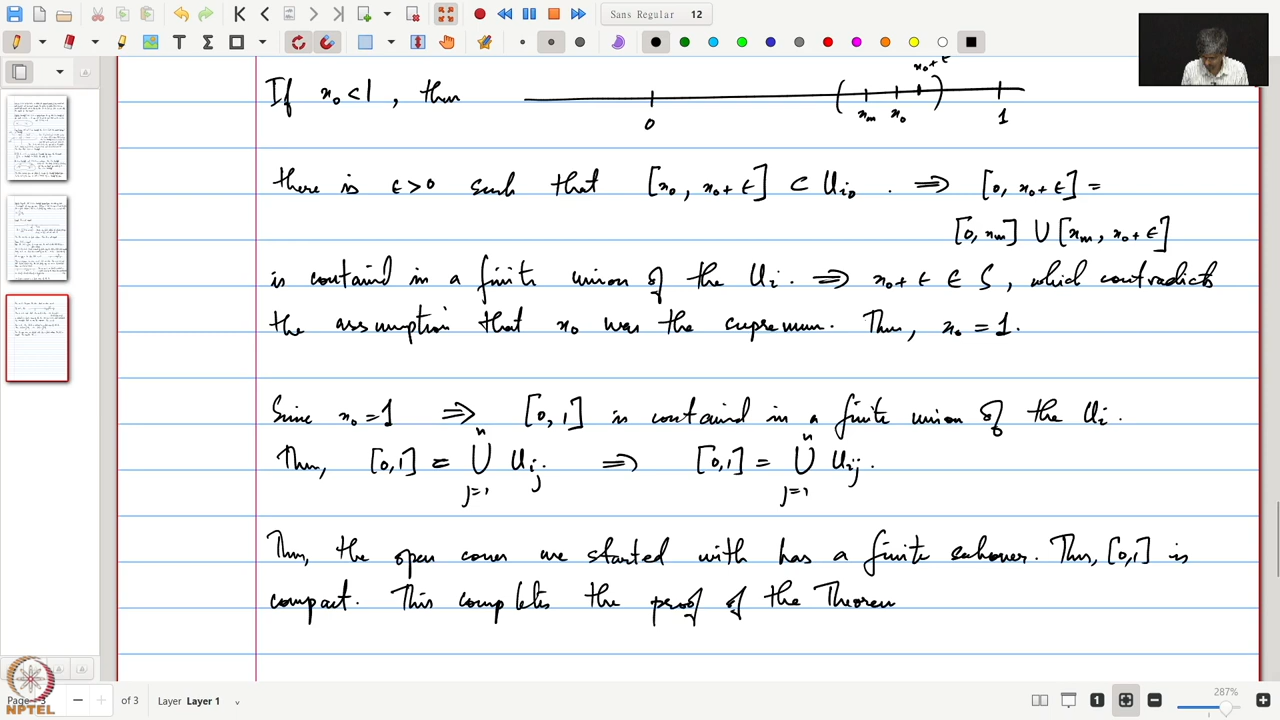 Sans Regular 12
If x₀ < 1, then
0 xₘ x₀ x₀+ε 1
there is ε>0 such that [x₀, x₀+ε] ⊂ U_{i₀} . ⟹ [0, x₀+ε] =
[0, xₘ] ∪ [xₘ, x₀+ε]
is contained in a finite union of the Uᵢ. ⟹ x₀+ε ∈ S, which contradicts
the assumption that x₀ was the supremum. Thus, x₀ = 1.
Since x₀=1 ⟹ [0,1] is contained in a finite union of the Uᵢ.
Then, [0,1] = ⋃_{j=1}^{n} U_{i_j}. ⟹ [0,1] = ⋃_{j=1}^{n} U_{i_j}.
Thus, the open cover we started with has a finite subcover. Thus, [0,1] is
compact. This completes the proof of the Theorem
NPTEL
Page 3 of 3 Layer Layer 1
287%